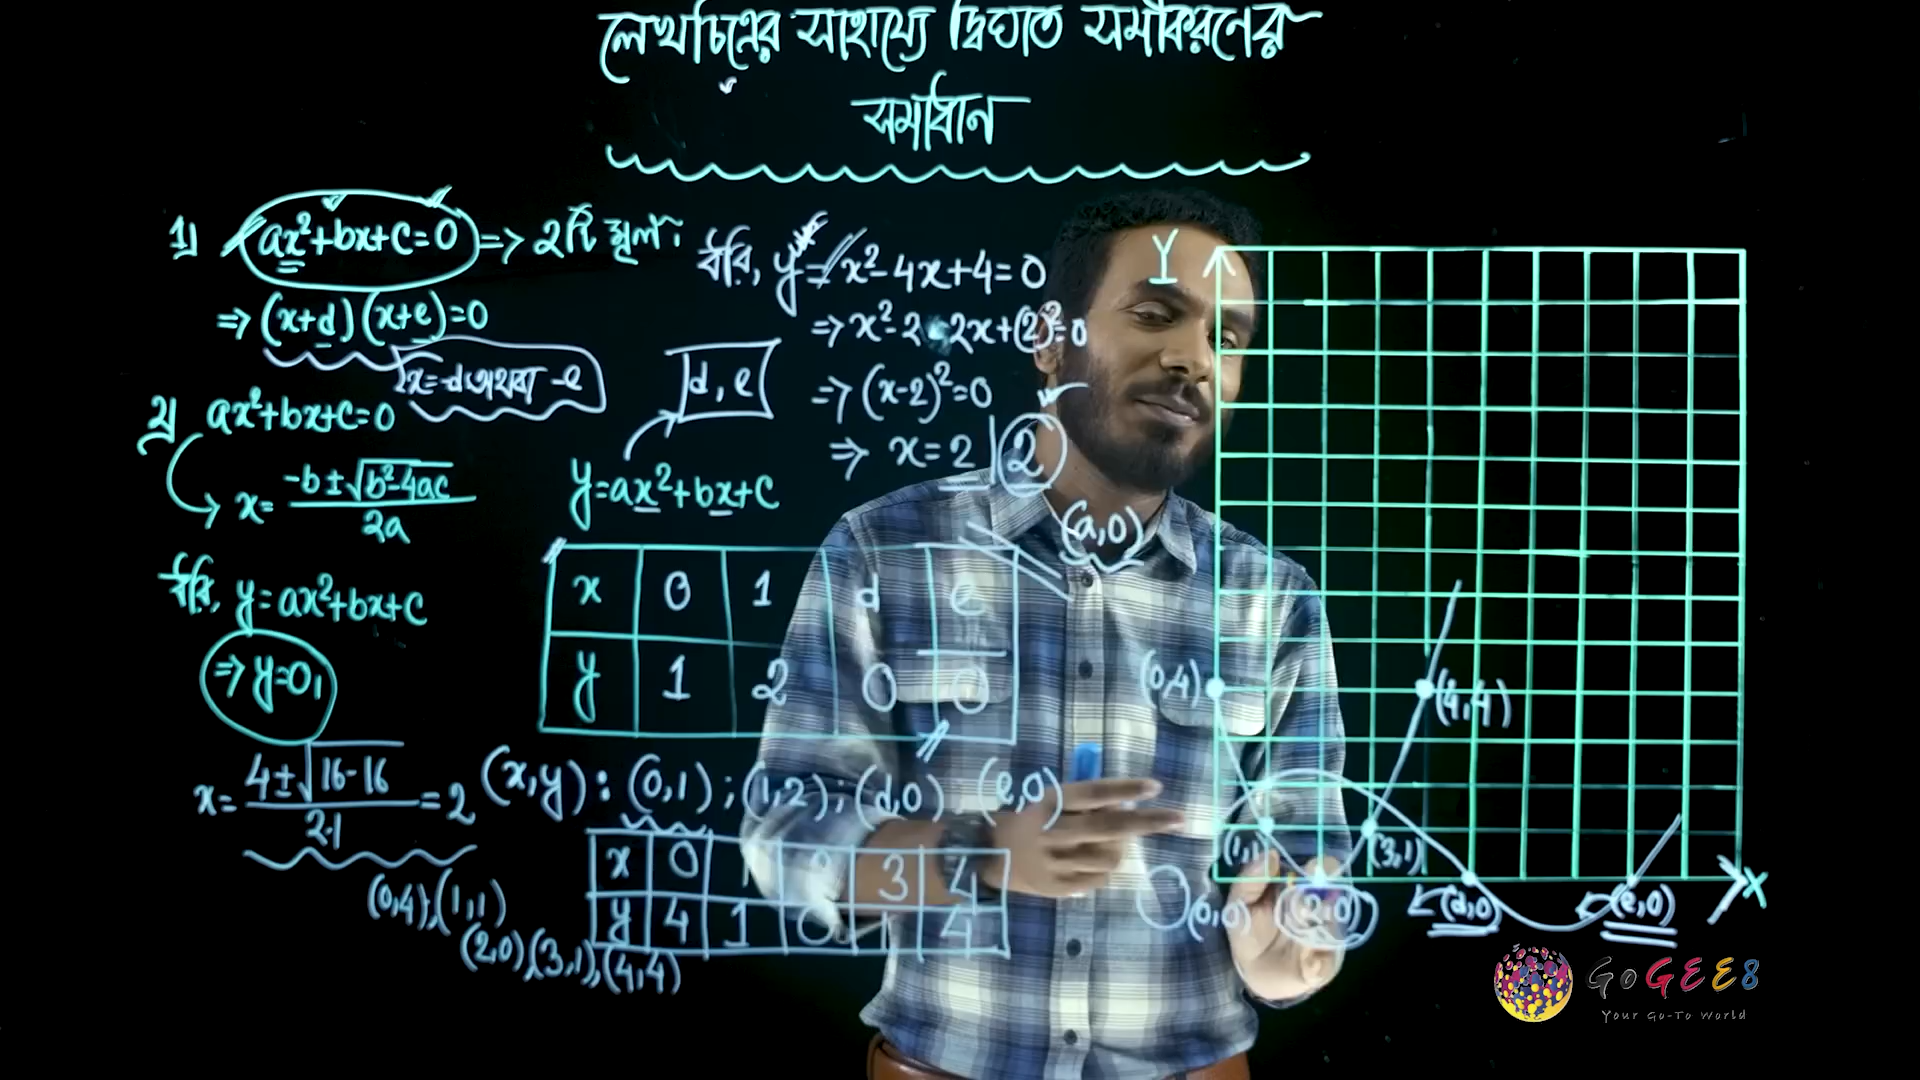 লেখচিত্রের সাহায্যে দ্বিঘাত সমীকরণের
সমাধান
1) ax²+bx+c=0 => 2টি মূল।
=> (x+d)(x+e)=0
x=-d অথবা -e
2) ax²+bx+c=0
x= -b±√b²-4ac / 2a
ধরি, y=ax²+bx+c
=> y=0,
x= 4±√16-16 / 2.1 =2
ধরি, y=x²-4x+4=0
=> x²-2·2x+(2)²=0
=> (x-2)²=0
=> x=2 | 2
d, e
y=ax²+bx+c
(a,0)
x 0 1 d e
y 1 2 0 0
(x,y): (0,1); (1,2); (d,0) (e,0)
x 0 1 2 3 4
y 4 1 0 1 4
(0,4),(1,1)
(2,0)(3,1),(4,4)
Y
(0,4) (4,4)
(1,1) (3,1)
X
O(0,0) (2,0) (d,0) (e,0)
GoGEE8
Your Go-To World